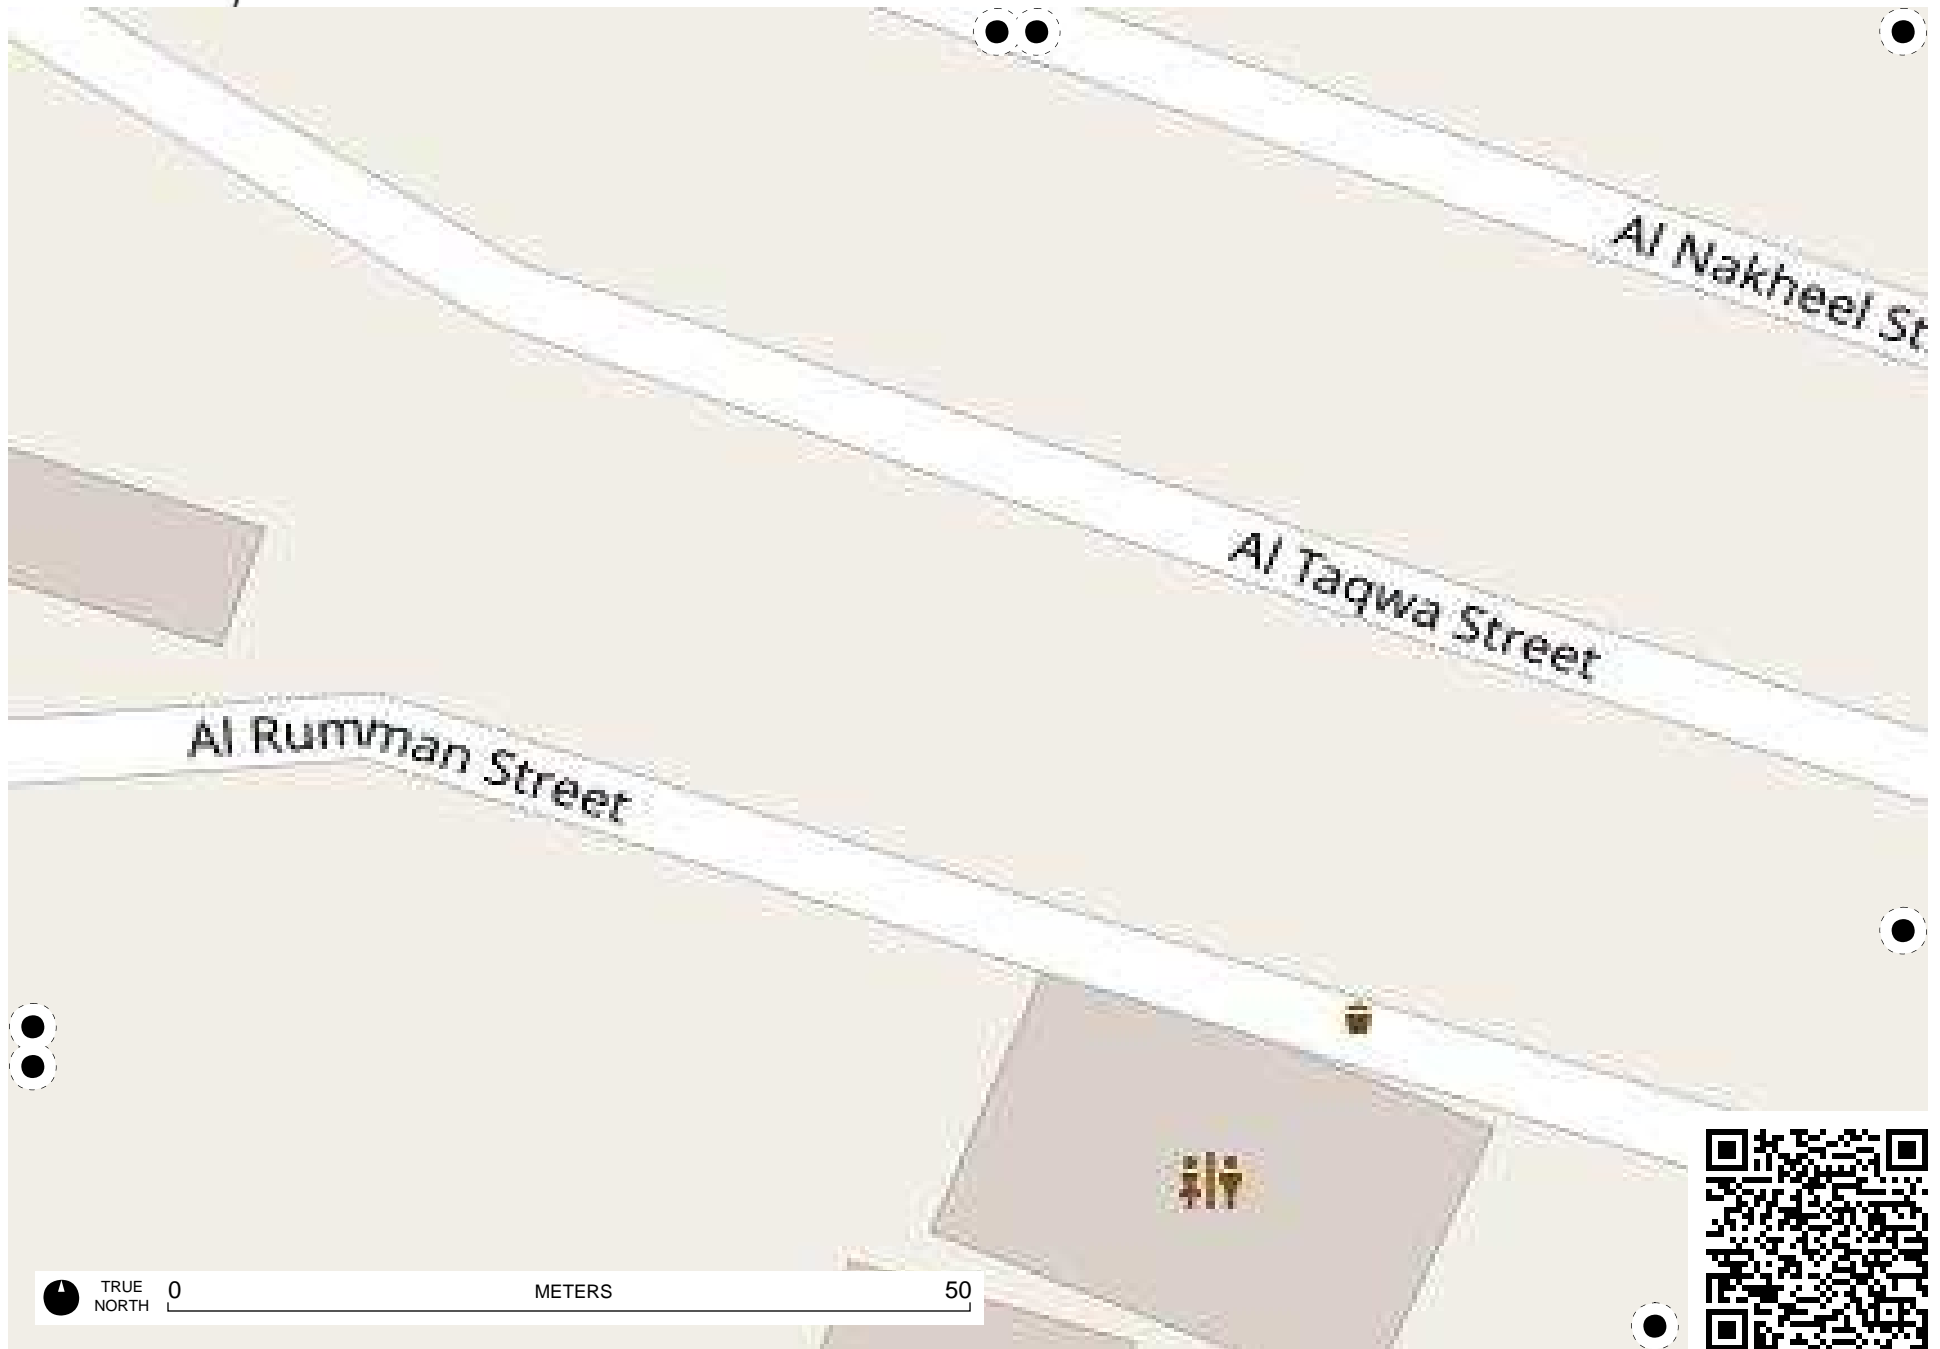 Al Nakheel St
Al Taqwa Street
Al Rumman Street
TRUE NORTH
0 METERS 50